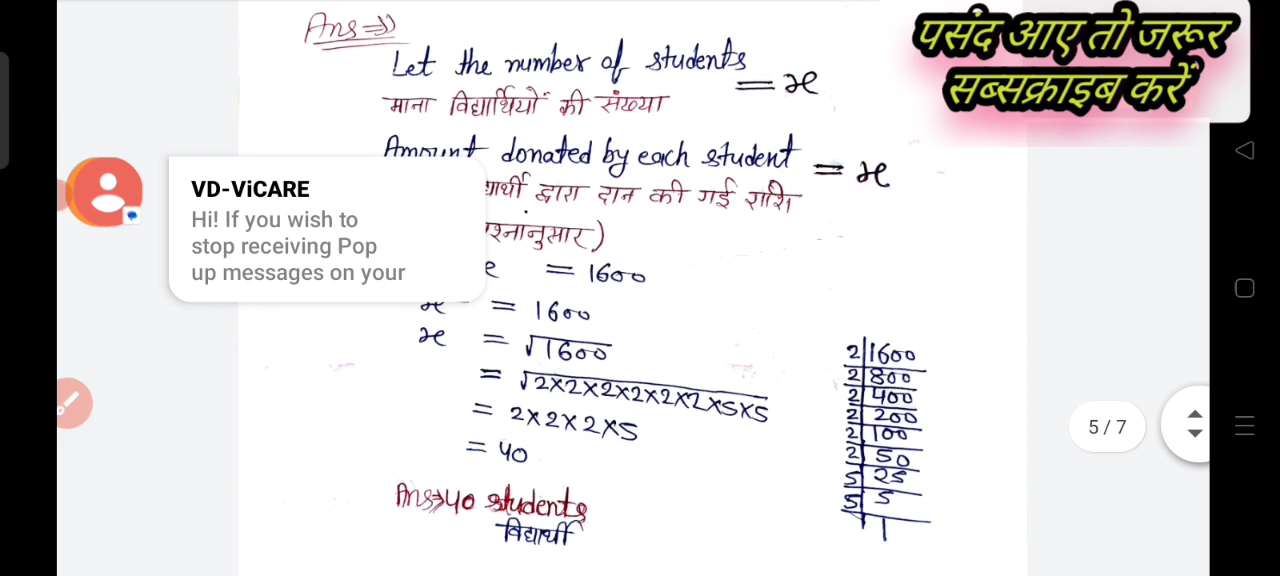 Ans ⇒
पसंद आए तो जरूर
सब्सक्राइब करें
Let the number of students = x
माना विद्यार्थियों की संख्या
Amount donated by each student = x
द्वारा दान की गई राशि
VD-ViCARE
Hi! If you wish to
stop receiving Pop
up messages on your
= 1600
x = 1600
x = √1600
= √2×2×2×2×2×2×5×5
= 2×2×2×5
= 40
Ans ⇒ 40 students
विद्यार्थी
2 | 1600
2 | 800
2 | 400
2 | 200
2 | 100
2 | 50
5 | 25
5 | 5
1
5 / 7